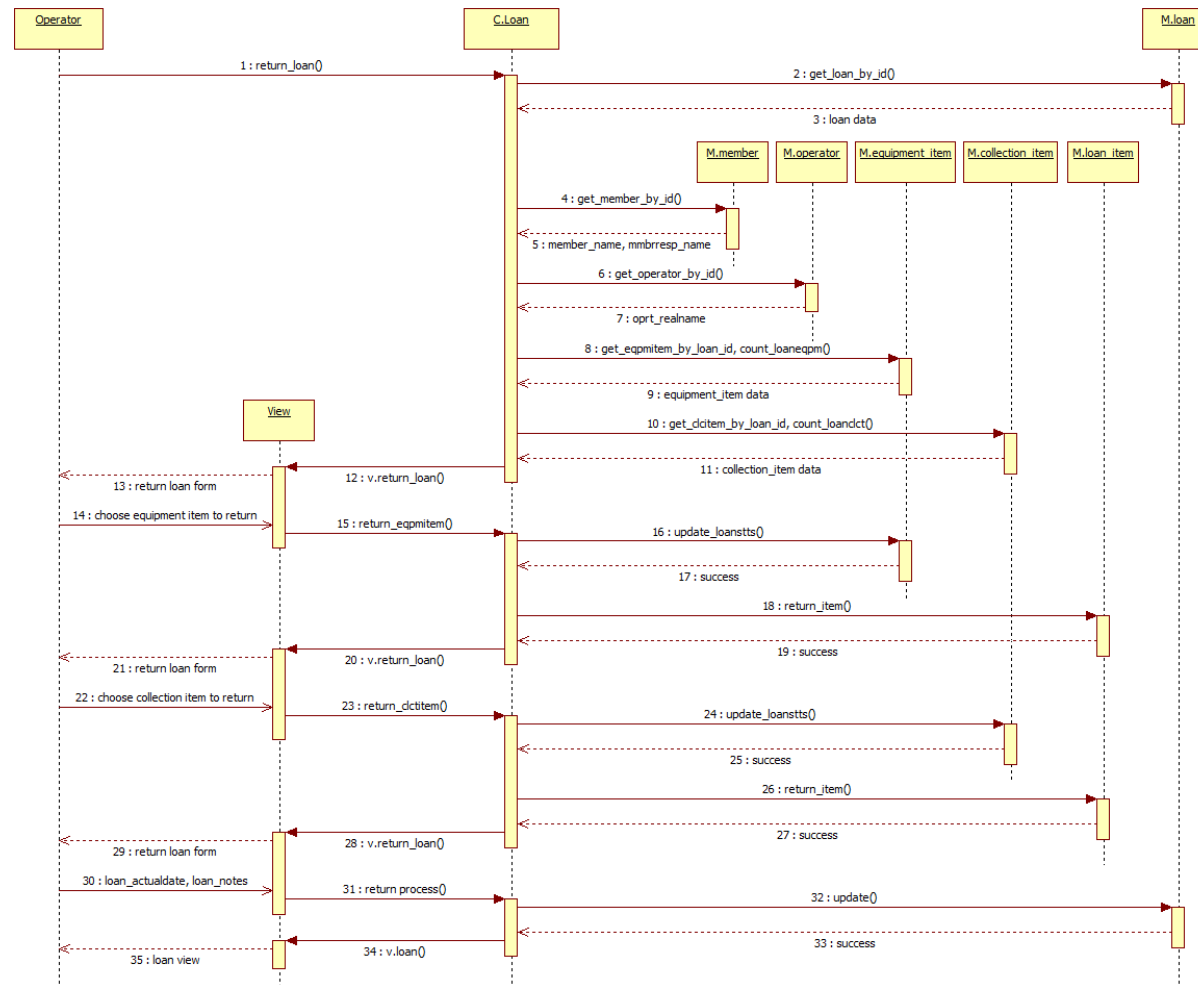 Operator
C.Loan
M.loan
1 : return_loan()
2 : get_loan_by_id()
3 : loan data
M.member
M.operator
M.equipment_item
M.collection_item
M.loan_item
4 : get_member_by_id()
5 : member_name, mmbrresp_name
6 : get_operator_by_id()
7 : oprt_realname
8 : get_eqpmitem_by_loan_id, count_loaneqpm()
9 : equipment_item data
View
10 : get_clcitem_by_loan_id, count_loanclct()
11 : collection_item data
12 : v.return_loan()
13 : return loan form
14 : choose equipment item to return
15 : return_eqpmitem()
16 : update_loanstts()
17 : success
18 : return_item()
19 : success
20 : v.return_loan()
21 : return loan form
22 : choose collection item to return
23 : return_clctitem()
24 : update_loanstts()
25 : success
26 : return_item()
27 : success
28 : v.return_loan()
29 : return loan form
30 : loan_actualdate, loan_notes
31 : return process()
32 : update()
33 : success
34 : v.loan()
35 : loan view